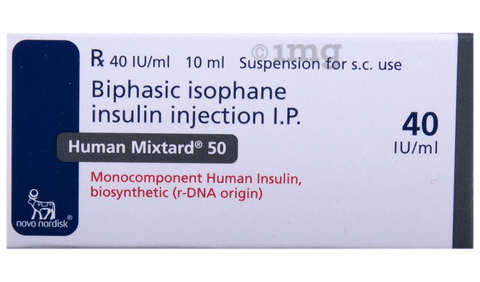 ©1mg
Rx 40 IU/ml 10 ml Suspension for s.c. use
Biphasic isophane
insulin injection I.P.
40
IU/ml
Human Mixtard® 50
Monocomponent Human Insulin,
biosynthetic (r-DNA origin)
novo nordisk®